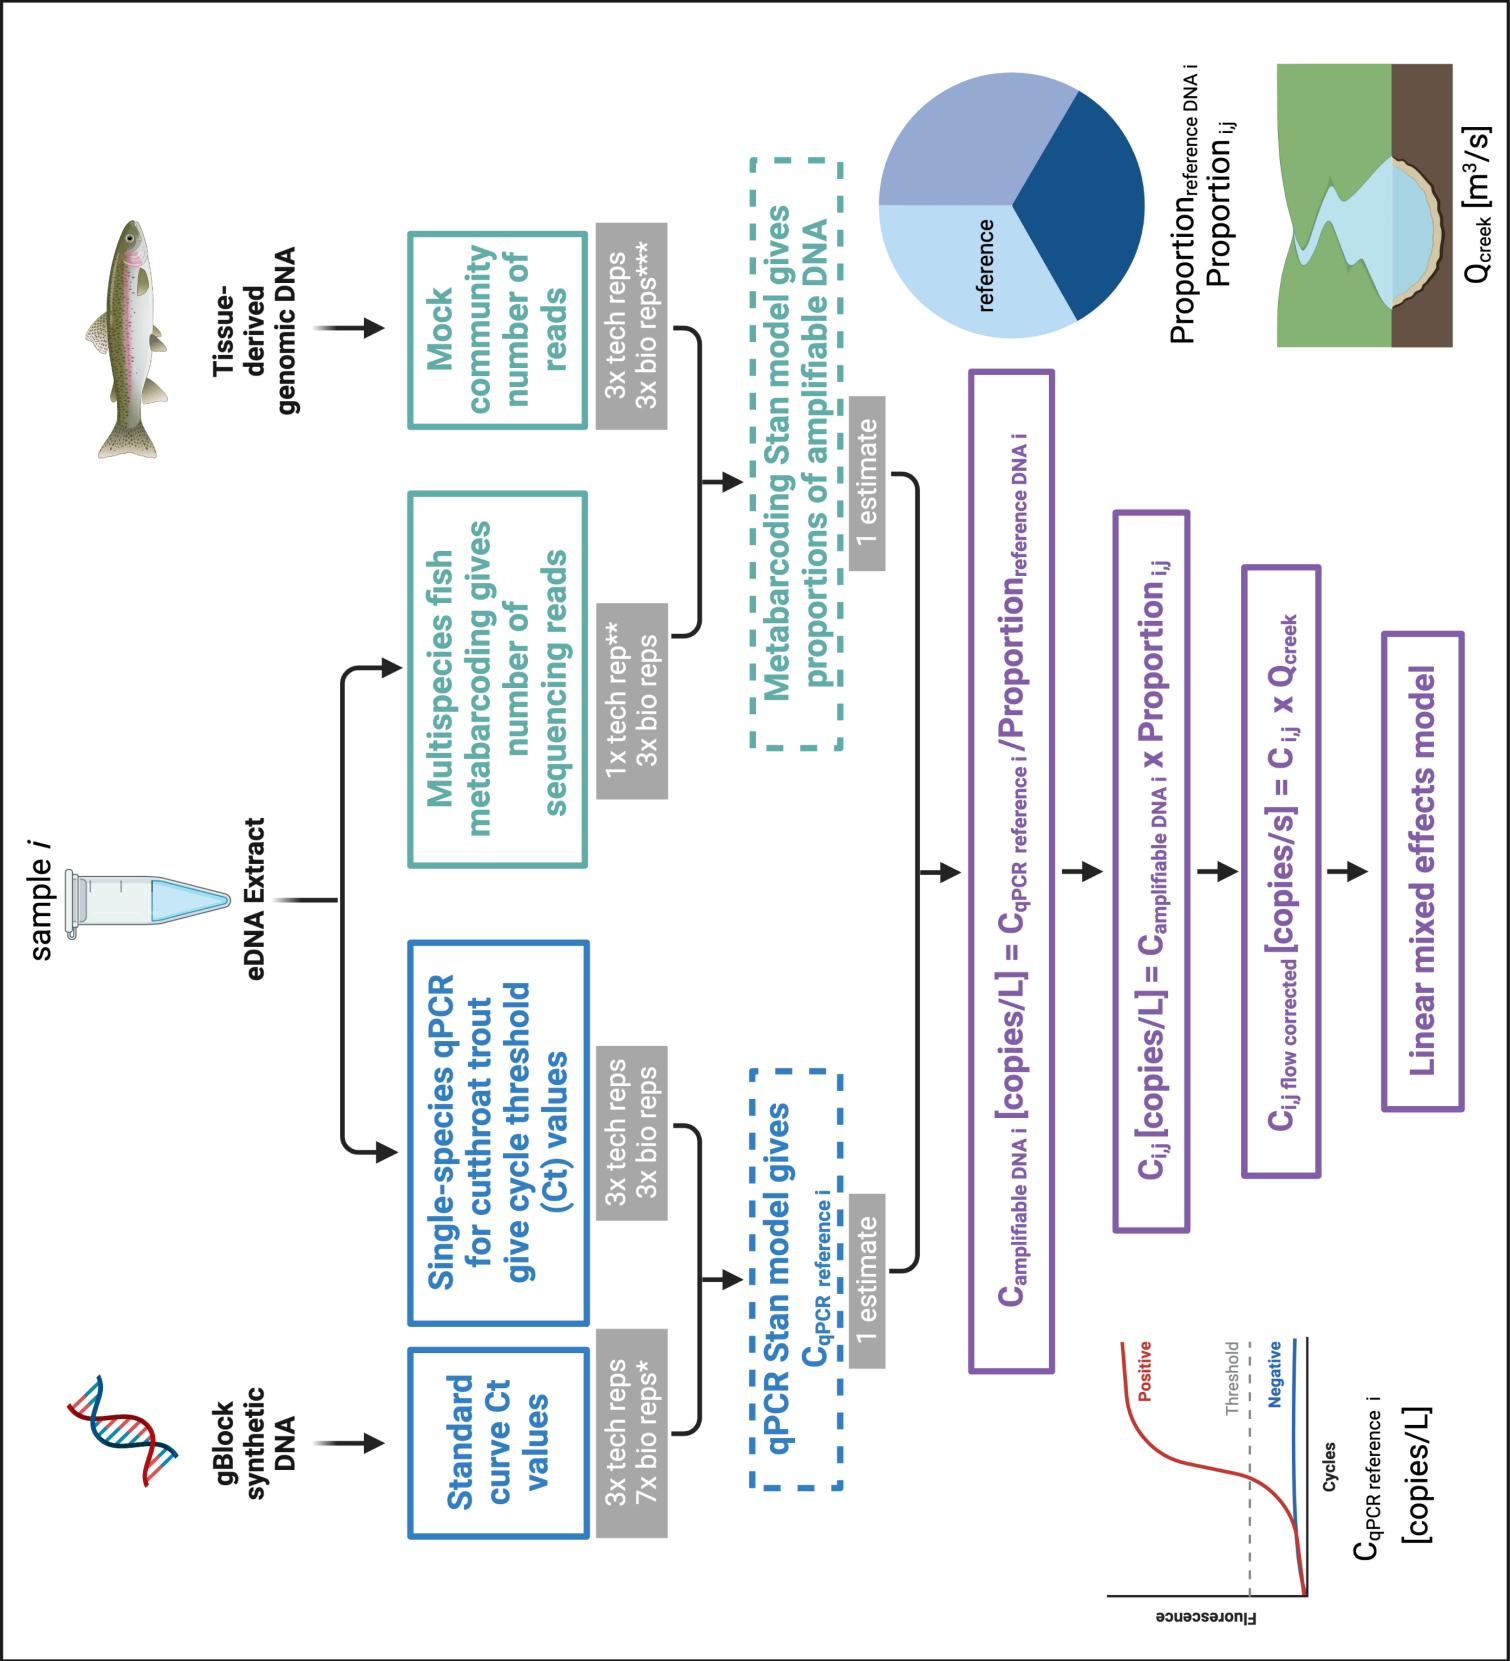 sample i
gBlock
synthetic
DNA
eDNA Extract
Tissue-
derived
genomic DNA
Standard
curve Ct
values
3x tech reps
7x bio reps*
Single-species qPCR
for cutthroat trout
give cycle threshold
(Ct) values
3x tech reps
3x bio reps
Multispecies fish
metabarcoding gives
number of
sequencing reads
1x tech rep**
3x bio reps
Mock
community
number of
reads
3x tech reps
3x bio reps***
qPCR Stan model gives
CqPCR reference i
1 estimate
Metabarcoding Stan model gives
proportions of amplifiable DNA
1 estimate
Camplifiable DNA i [copies/L] = CqPCR reference i /Proportionreference DNA i
Ci,j [copies/L] = Camplifiable DNA i x Proportion i,j
Ci,j flow corrected [copies/s] = C i,j x Qcreek
Linear mixed effects model
Fluorescence
Positive
Threshold
Negative
Cycles
CqPCR reference i
[copies/L]
reference
Proportionreference DNA i
Proportion i,j
Qcreek [m³/s]